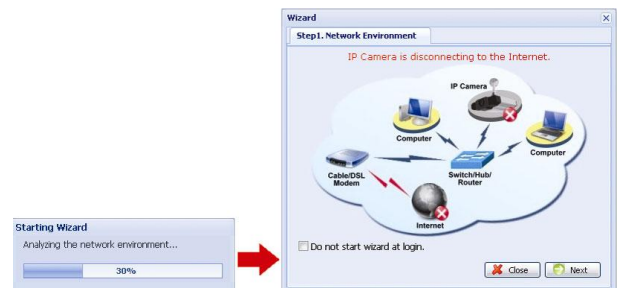 Starting Wizard
Analyzing the network environment...
30%
Wizard
Step1. Network Environment
IP Camera is disconnecting to the Internet.
IP Camera
Computer
Computer
Cable/DSL
Modem
Switch/Hub/
Router
Internet
Do not start wizard at login.
Close
Next